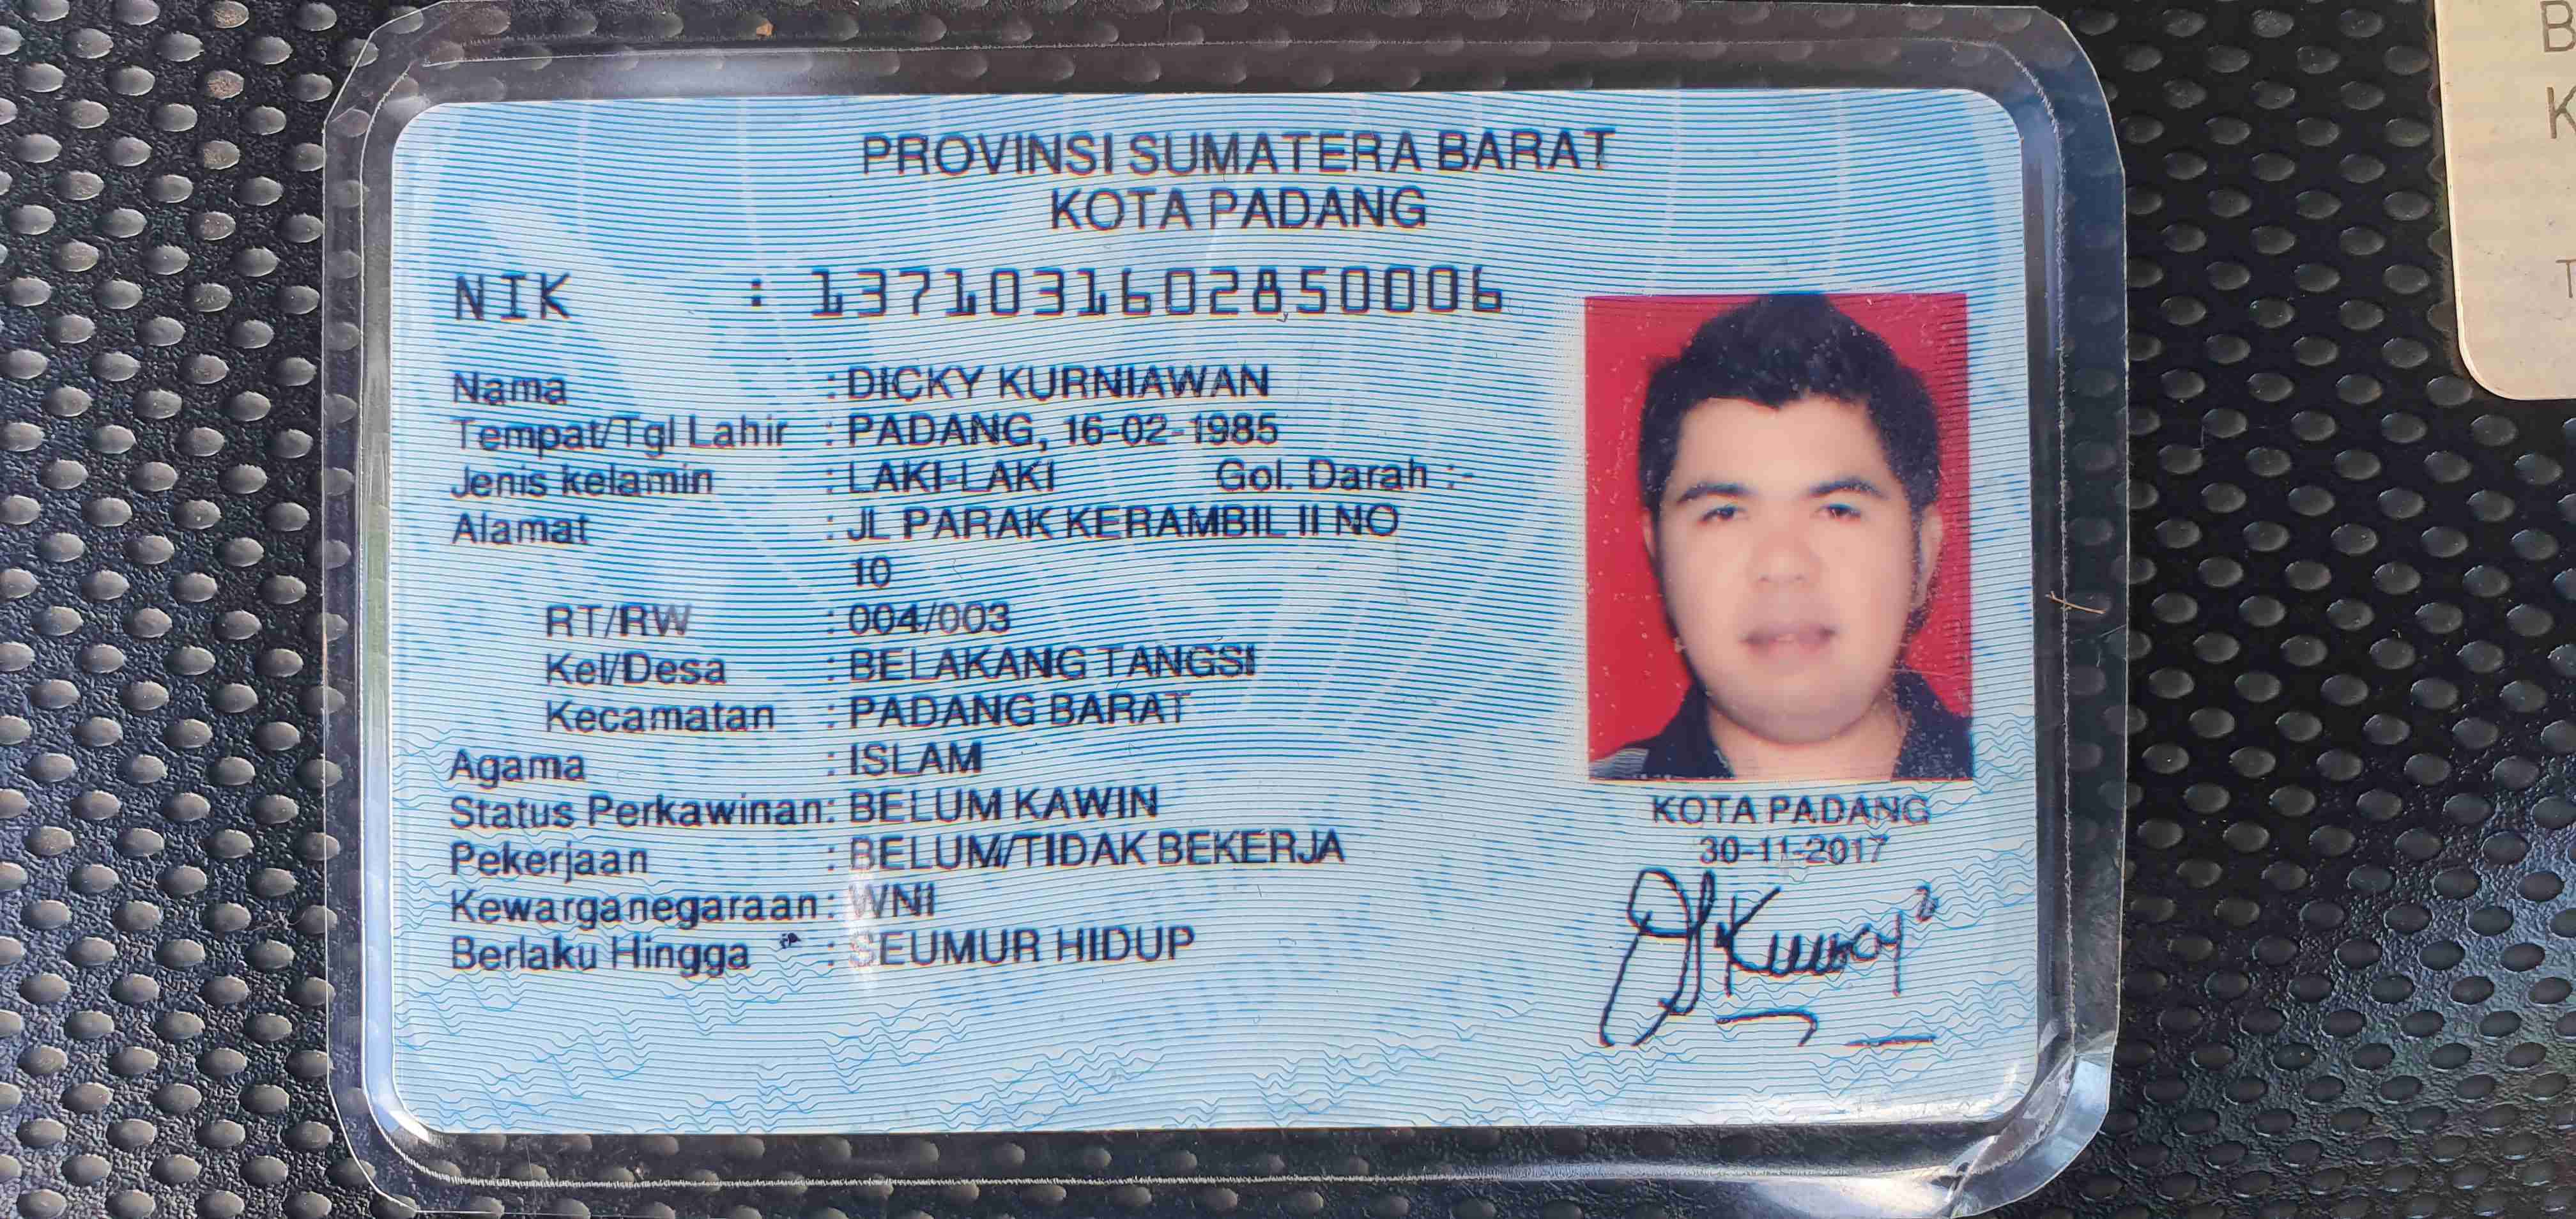 PROVINSI SUMATERA BARAT
KOTA PADANG
NIK : 1371031602850006
Nama : DICKY KURNIAWAN
Tempat/Tgl Lahir : PADANG, 16-02-1985
Jenis kelamin : LAKI-LAKI Gol. Darah :-
Alamat : JL PARAK KERAMBIL II NO
10
RT/RW : 004/003
Kel/Desa : BELAKANG TANGSI
Kecamatan : PADANG BARAT
Agama : ISLAM
Status Perkawinan: BELUM KAWIN
Pekerjaan : BELUM/TIDAK BEKERJA
Kewarganegaraan: WNI
Berlaku Hingga : SEUMUR HIDUP
KOTA PADANG
30-11-2017
B
K
T